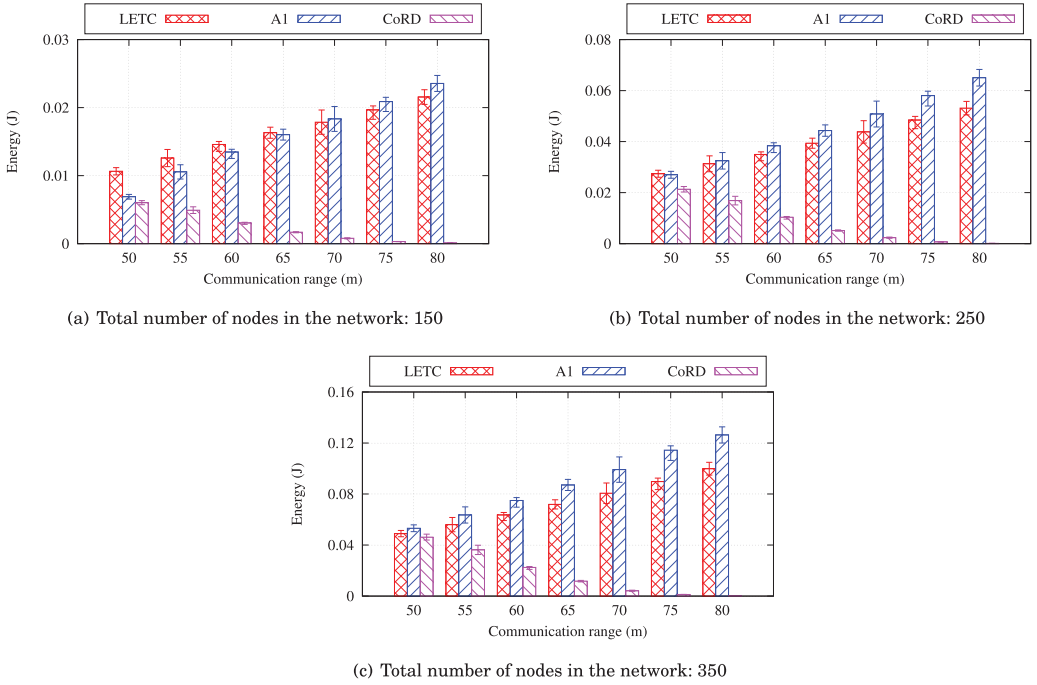 LETC A1 CoRD
0.03
0.02
0.01
0
Energy (J)
50 55 60 65 70 75 80
Communication range (m)
(a) Total number of nodes in the network: 150
LETC A1 CoRD
0.08
0.06
0.04
0.02
0
Energy (J)
50 55 60 65 70 75 80
Communication range (m)
(b) Total number of nodes in the network: 250
LETC A1 CoRD
0.16
0.12
0.08
0.04
0
Energy (J)
50 55 60 65 70 75 80
Communication range (m)
(c) Total number of nodes in the network: 350